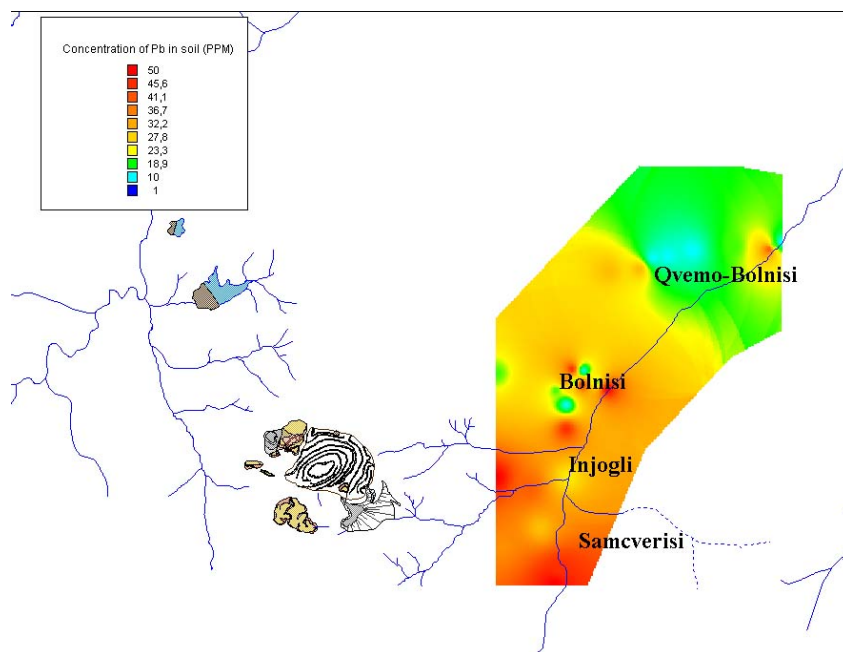 Concentration of Pb in soil (PPM)
50
45,6
41,1
36,7
32,2
27,8
23,3
18,9
10
1
Qvemo-Bolnisi
Bolnisi
Injogli
Samcverisi